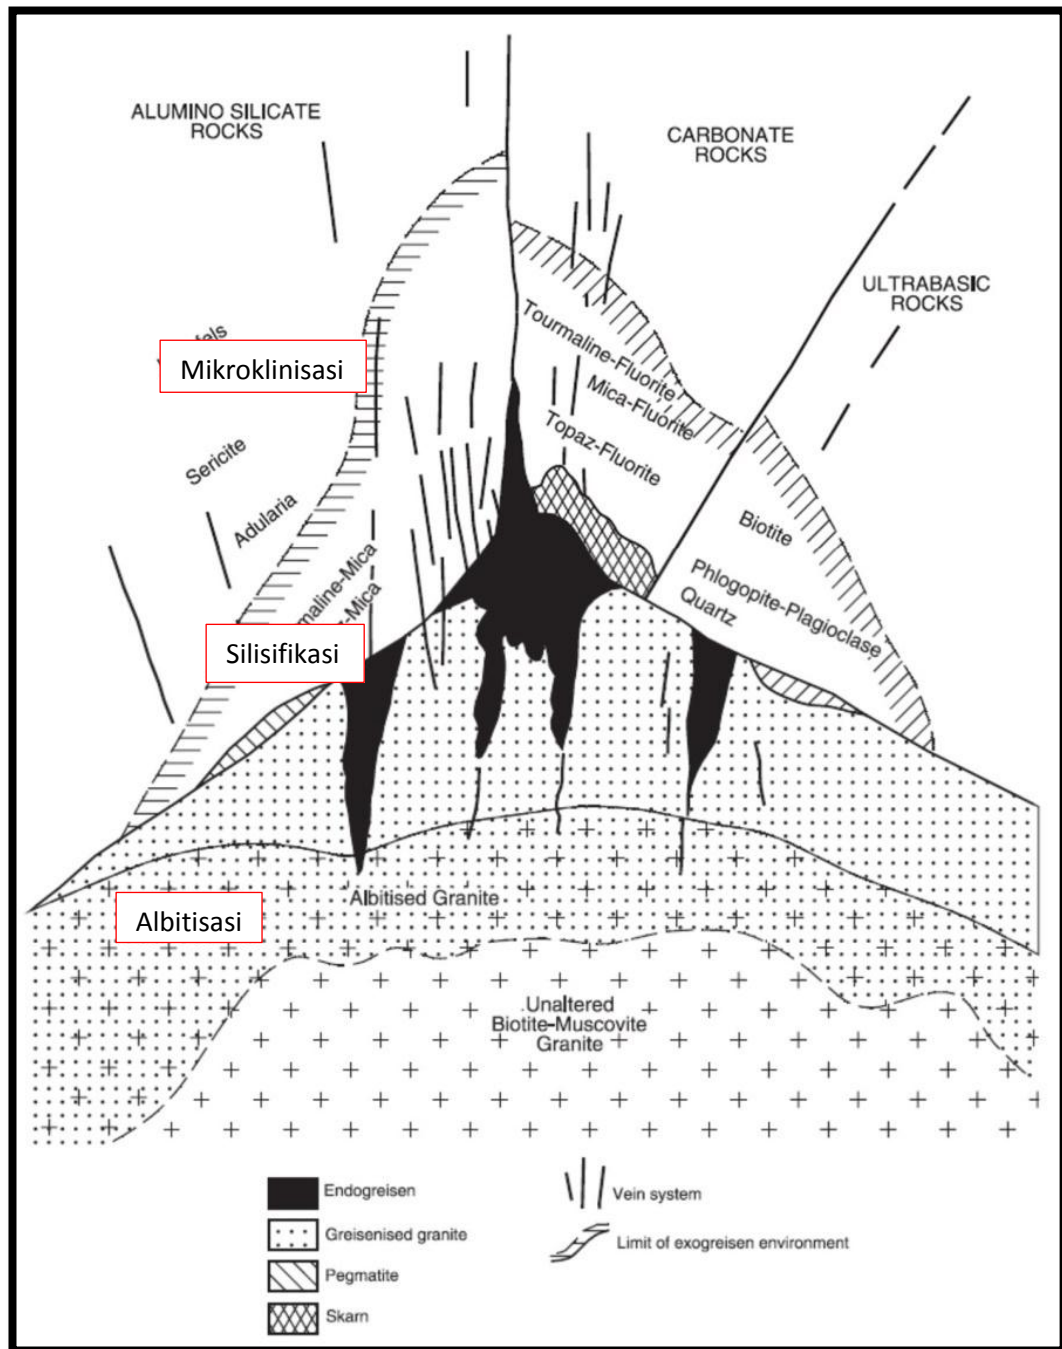 ALUMINO SILICATE
ROCKS
CARBONATE
ROCKS
ULTRABASIC
ROCKS
Mikroklinisasi
Tourmaline-Fluorite
Mica-Fluorite
Topaz-Fluorite
Sericite
Adularia
Biotite
Phlogopite-Plagioclase
Quartz
Silisifikasi
Albitisasi
Albitised Granite
Unaltered
Biotite-Muscovite
Granite
Endogreisen
Greisenised granite
Pegmatite
Skarn
Vein system
Limit of exogreisen environment